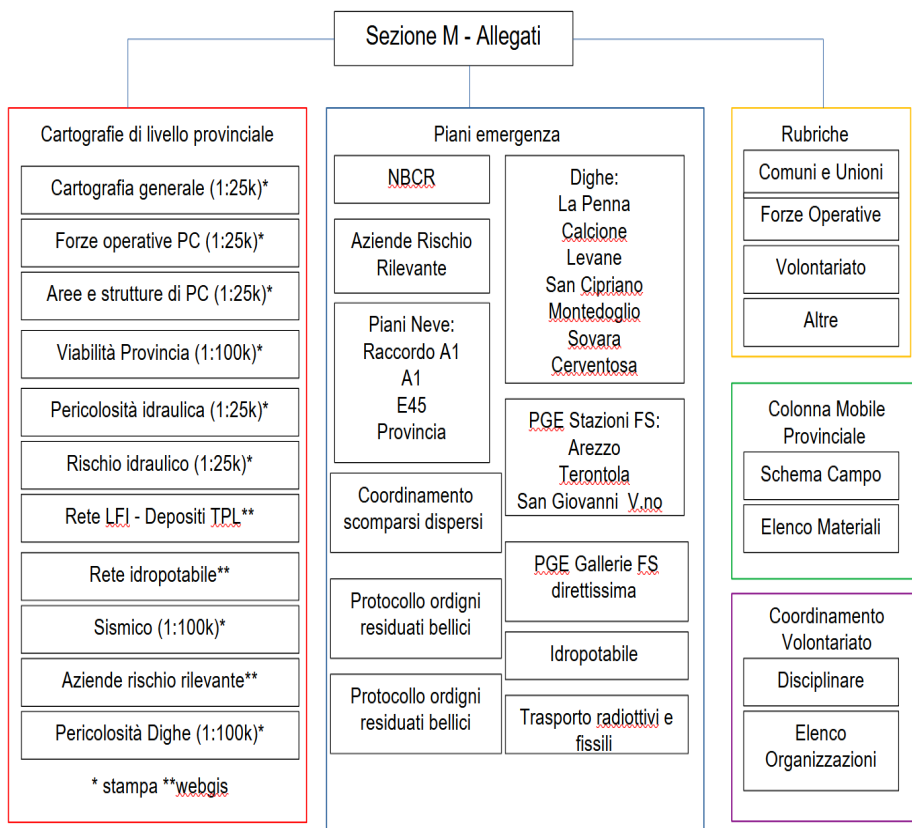 Sezione M - Allegati
Cartografie di livello provinciale
Cartografia generale (1:25k)*
Forze operative PC (1:25k)*
Aree e strutture di PC (1:25k)*
Viabilità Provincia (1:100k)*
Pericolosità idraulica (1:25k)*
Rischio idraulico (1:25k)*
Rete LFI - Depositi TPL**
Rete idropotabile**
Sismico (1:100k)*
Aziende rischio rilevante**
Pericolosità Dighe (1:100k)*
* stampa **webgis
Piani emergenza
NBCR
Aziende Rischio
Rilevante
Piani Neve:
Raccordo A1
A1
E45
Provincia
Coordinamento
scomparsi dispersi
Protocollo ordigni
residuati bellici
Protocollo ordigni
residuati bellici
Dighe:
La Penna
Calcione
Levane
San Cipriano
Montedoglio
Sovara
Cerventosa
PGE Stazioni FS:
Arezzo
Terontola
San Giovanni V.no
PGE Gallerie FS
direttissima
Idropotabile
Trasporto radiottivi e
fissili
Rubriche
Comuni e Unioni
Forze Operative
Volontariato
Altre
Colonna Mobile
Provinciale
Schema Campo
Elenco Materiali
Coordinamento
Volontariato
Disciplinare
Elenco
Organizzazioni